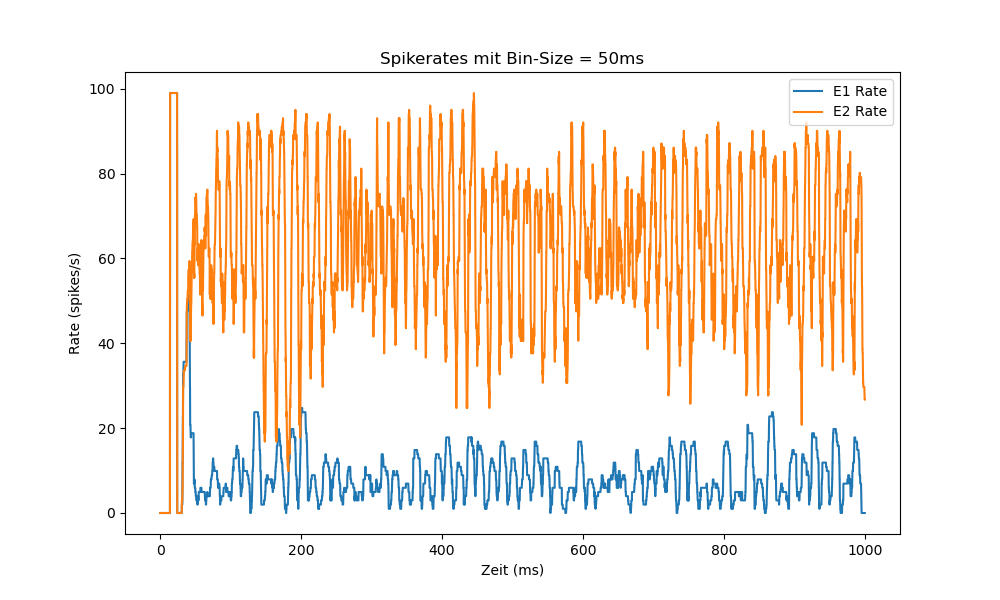 Spikerates mit Bin-Size = 50ms
E1 Rate
E2 Rate
100
80
60
40
20
0
Rate (spikes/s)
0 200 400 600 800 1000
Zeit (ms)